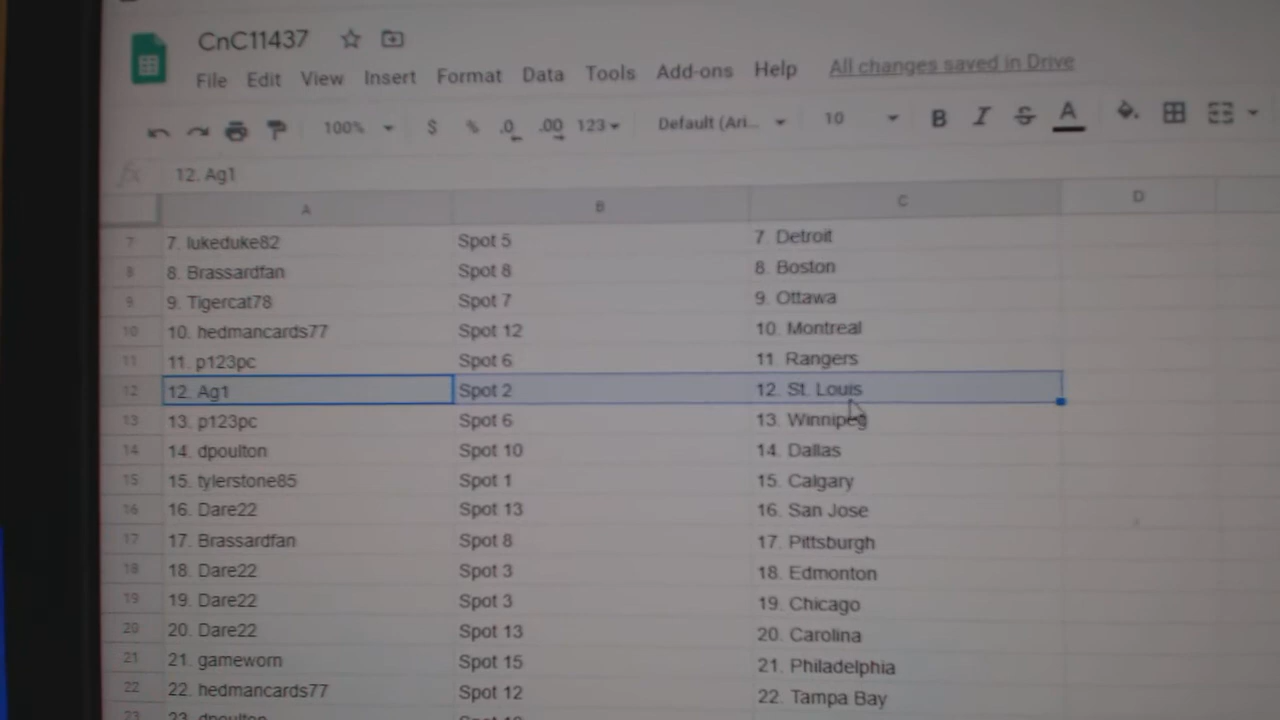 CnC11437
File Edit View Insert Format Data Tools Add-ons Help All changes saved in Drive
100% $ % .0 .00 123 Default (Ari... 10 B I S A
fx 12. Ag1
A B C D
7 7. lukeduke82 Spot 5 7 Detroit
8 8. Brassardfan Spot 8 8. Boston
9 9. Tigercat78 Spot 7 9. Ottawa
10 10. hedmancards77 Spot 12 10. Montreal
11 11. p123pc Spot 6 11. Rangers
12 12. Ag1 Spot 2 12. St. Louis
13 13. p123pc Spot 6 13. Winnipeg
14 14. dpoulton Spot 10 14. Dallas
15 15. tylerstone85 Spot 1 15. Calgary
16 16. Dare22 Spot 13 16. San Jose
17 17. Brassardfan Spot 8 17. Pittsburgh
18 18. Dare22 Spot 3 18. Edmonton
19 19. Dare22 Spot 3 19. Chicago
20 20. Dare22 Spot 13 20. Carolina
21 21. gameworn Spot 15 21. Philadelphia
22 22. hedmancards77 Spot 12 22. Tampa Bay
23 23. dpoulton